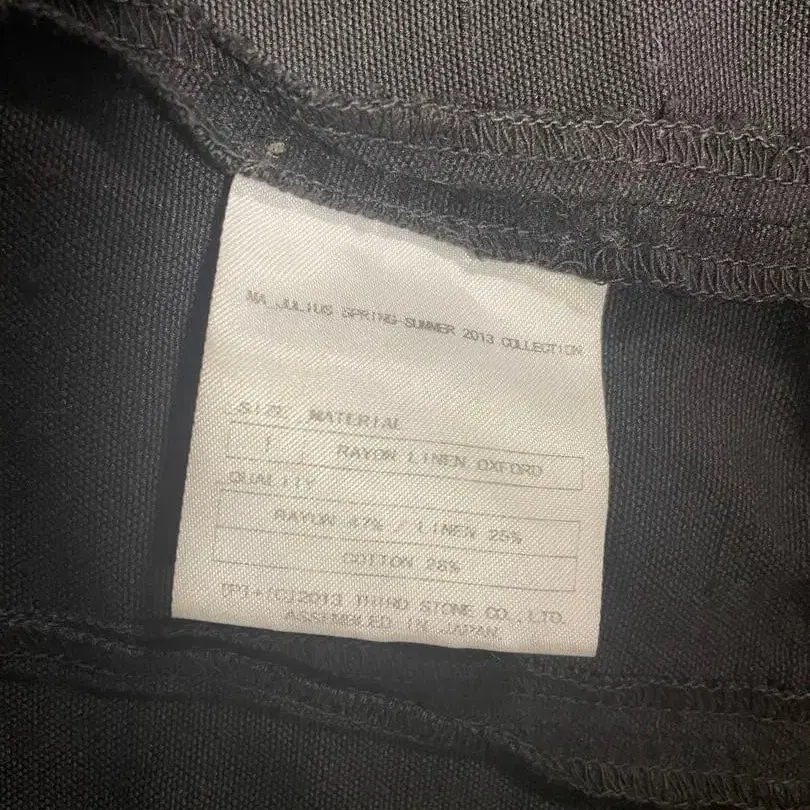 MA_JULIUS SPRING-SUMMER 2013 COLLECTION
SIZE MATERIAL
1 RAYON LINEN OXFORD
QUALITY
RAYON 47% / LINEN 25%
COTTON 28%
[P]+[C]2013 THIRD STONE CO., LTD.
ASSEMBLED IN JAPAN